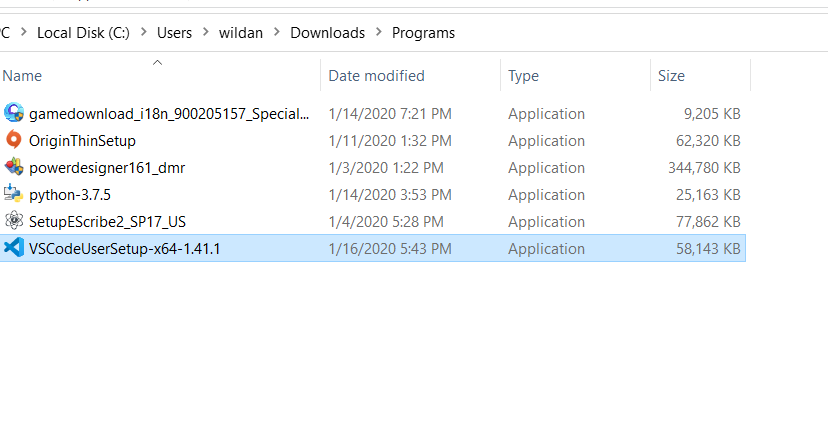 PC > Local Disk (C:) > Users > wildan > Downloads > Programs
Name Date modified Type Size
gamedownload_i18n_900205157_Special... 1/14/2020 7:21 PM Application 9,205 KB
OriginThinSetup 1/11/2020 1:32 PM Application 62,320 KB
powerdesigner161_dmr 1/3/2020 1:22 PM Application 344,780 KB
python-3.7.5 1/14/2020 3:53 PM Application 25,163 KB
SetupEScribe2_SP17_US 1/4/2020 5:28 PM Application 77,862 KB
VSCodeUserSetup-x64-1.41.1 1/16/2020 5:43 PM Application 58,143 KB